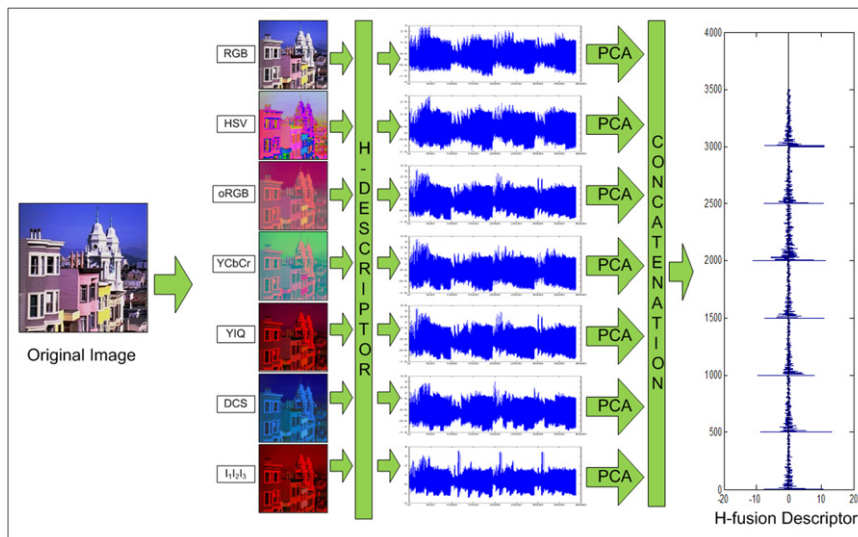 RGB
HSV
oRGB
YCbCr
YIQ
DCS
I₁I₂I₃
Original Image
H-DESCRIPTOR
PCA
PCA
PCA
PCA
PCA
PCA
PCA
CONCATENATION
4000
3500
3000
2500
2000
1500
1000
500
0
-20 -10 0 10 20
H-fusion Descriptor